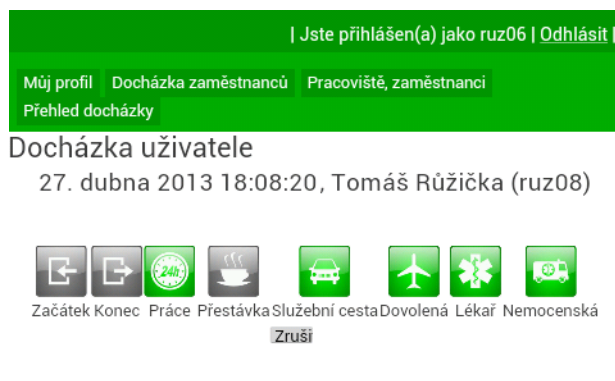 | Jste přihlášen(a) jako ruz06 | Odhlásit |
Můj profil Docházka zaměstnanců Pracoviště, zaměstnanci
Přehled docházky
Docházka uživatele
27. dubna 2013 18:08:20, Tomáš Růžička (ruz08)
24h
Začátek Konec Práce Přestávka Služební cesta Dovolená Lékař Nemocenská
Zruši